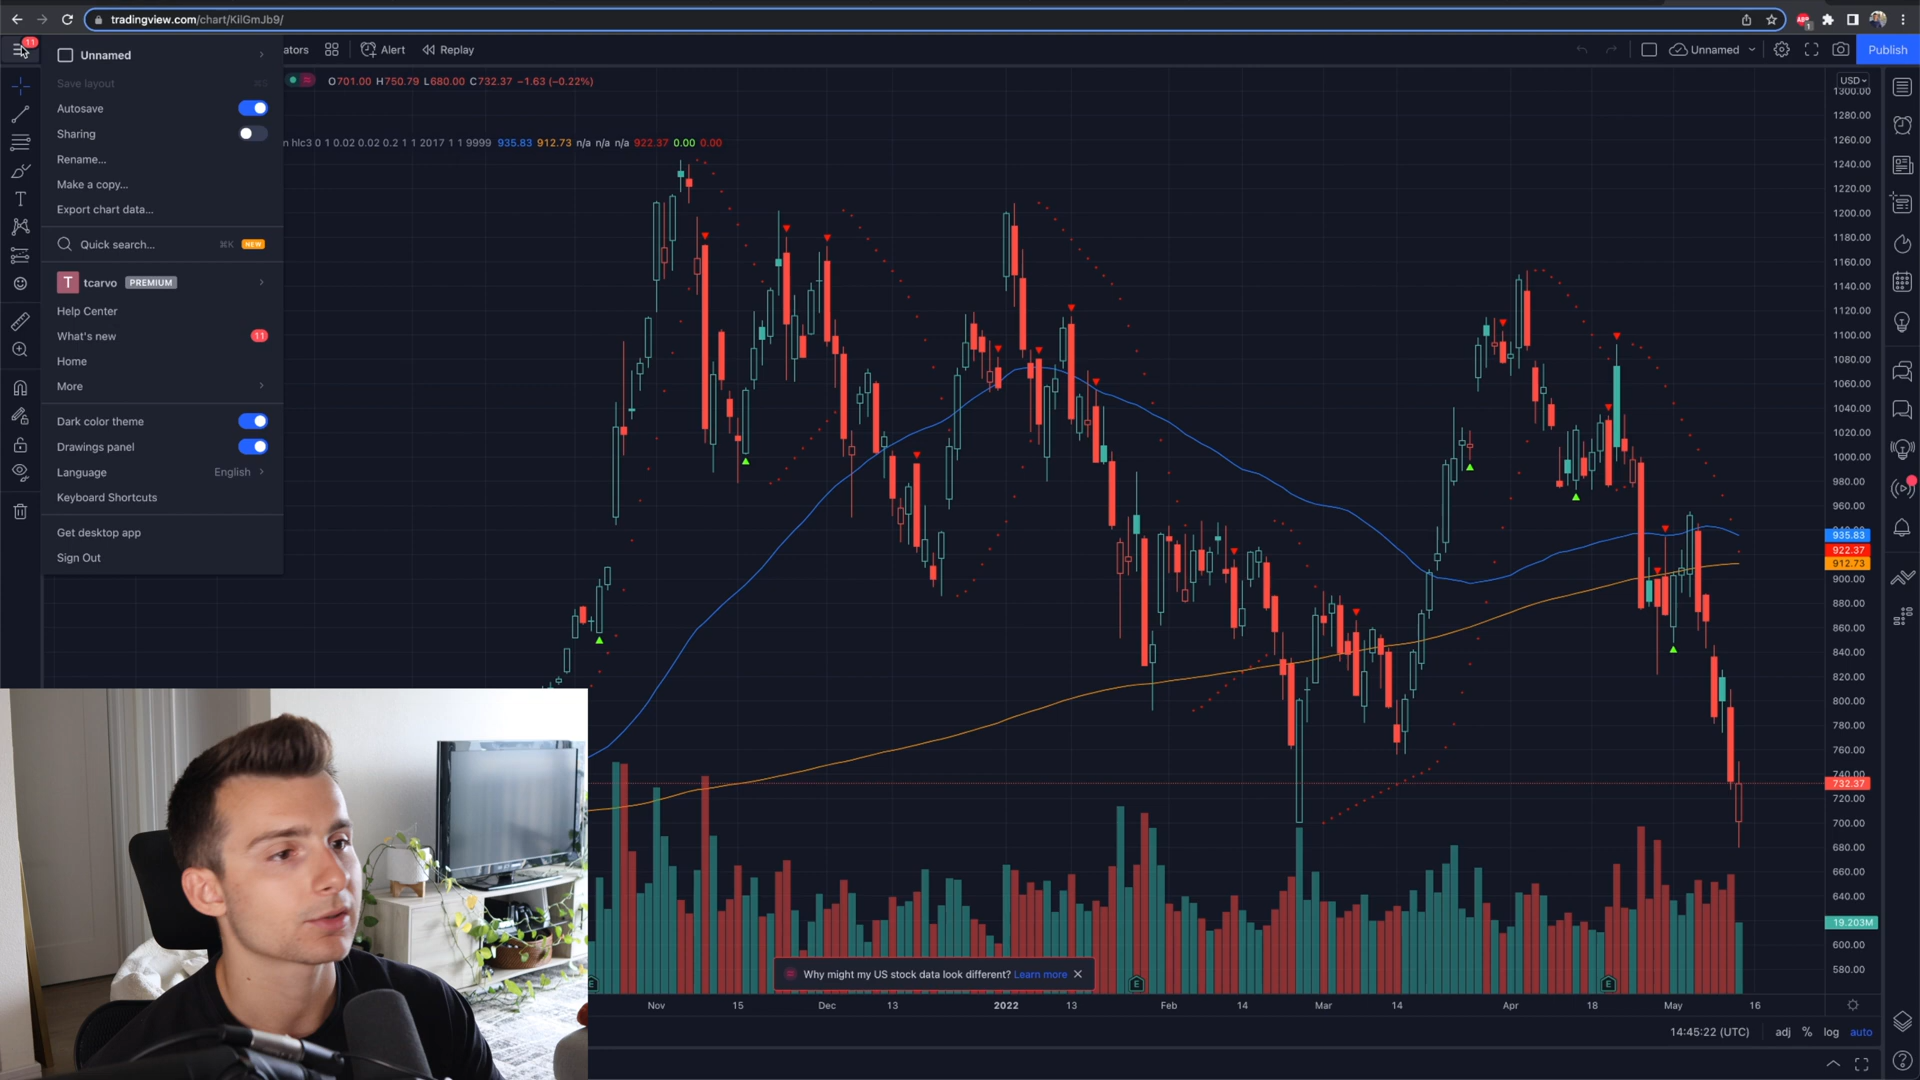 tradingview.com/chart/KilGmJb9/
ABP
1
11
Unnamed
ators
Alert
Replay
Unnamed
Publish
Save layout
⌘S
O701.00 H750.79 L680.00 C732.37 −1.63 (−0.22%)
USD
Autosave
Sharing
n hlc3 0 1 0.02 0.02 0.2 1 1 2017 1 1 9999 935.83 912.73 n/a n/a n/a 922.37 0.00 0.00
Rename...
Make a copy...
Export chart data...
Quick search...
⌘K
NEW
T tcarvo PREMIUM
Help Center
What's new
11
Home
More
Dark color theme
Drawings panel
Language
English
Keyboard Shortcuts
Get desktop app
Sign Out
1300.00
1280.00
1260.00
1240.00
1220.00
1200.00
1180.00
1160.00
1140.00
1120.00
1100.00
1080.00
1060.00
1040.00
1020.00
1000.00
980.00
960.00
935.83
922.37
912.73
900.00
880.00
860.00
840.00
820.00
800.00
780.00
760.00
740.00
732.37
720.00
700.00
680.00
660.00
640.00
19.203M
600.00
580.00
Why might my US stock data look different? Learn more
E
E
E
Nov 15 Dec 13 2022 13 Feb 14 Mar 14 Apr 18 May 16
14:45:22 (UTC) adj % log auto